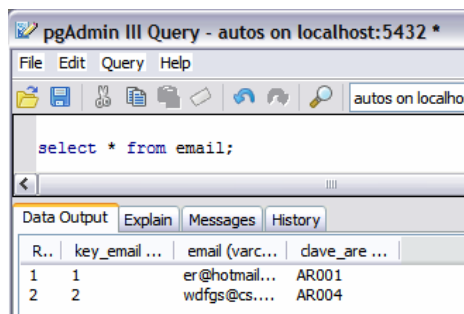 pgAdmin III Query - autos on localhost:5432 *
File Edit Query Help
autos on localho
select * from email;
Data Output Explain Messages History
R.. key_email ... email (varc... clave_are ...
1 1 er@hotmail... AR001
2 2 wdfgs@cs.... AR004